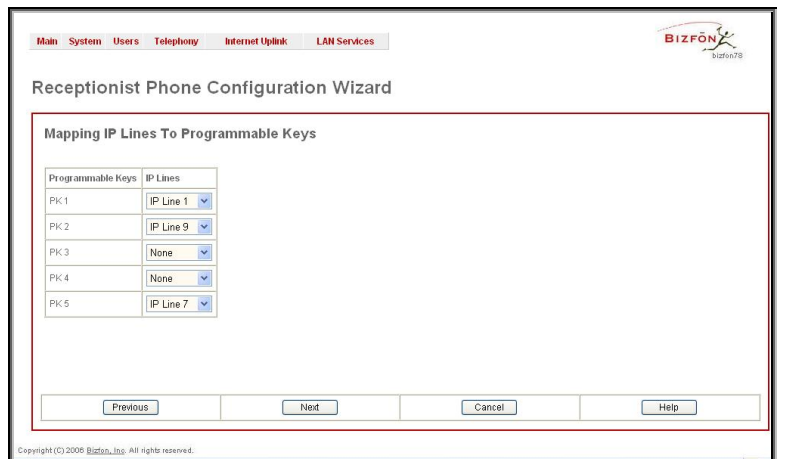 Main System Users Telephony Internet Uplink LAN Services
BIZFŌN
bizfon78
Receptionist Phone Configuration Wizard
Mapping IP Lines To Programmable Keys
Programmable Keys IP Lines
PK1 IP Line 1
PK2 IP Line 9
PK3 None
PK4 None
PK5 IP Line 7
Previous Next Cancel Help
Copyright (C) 2006 Bizfon, Inc. All rights reserved.